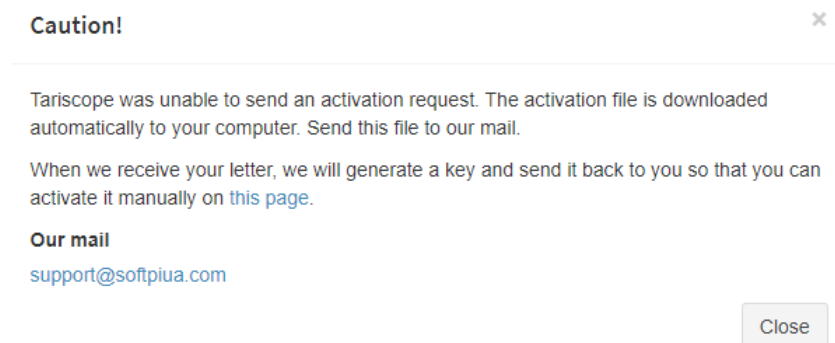 Caution!
×
Tariscope was unable to send an activation request. The activation file is downloaded
automatically to your computer. Send this file to our mail.
When we receive your letter, we will generate a key and send it back to you so that you can
activate it manually on this page.
Our mail
support@softpiua.com
Close